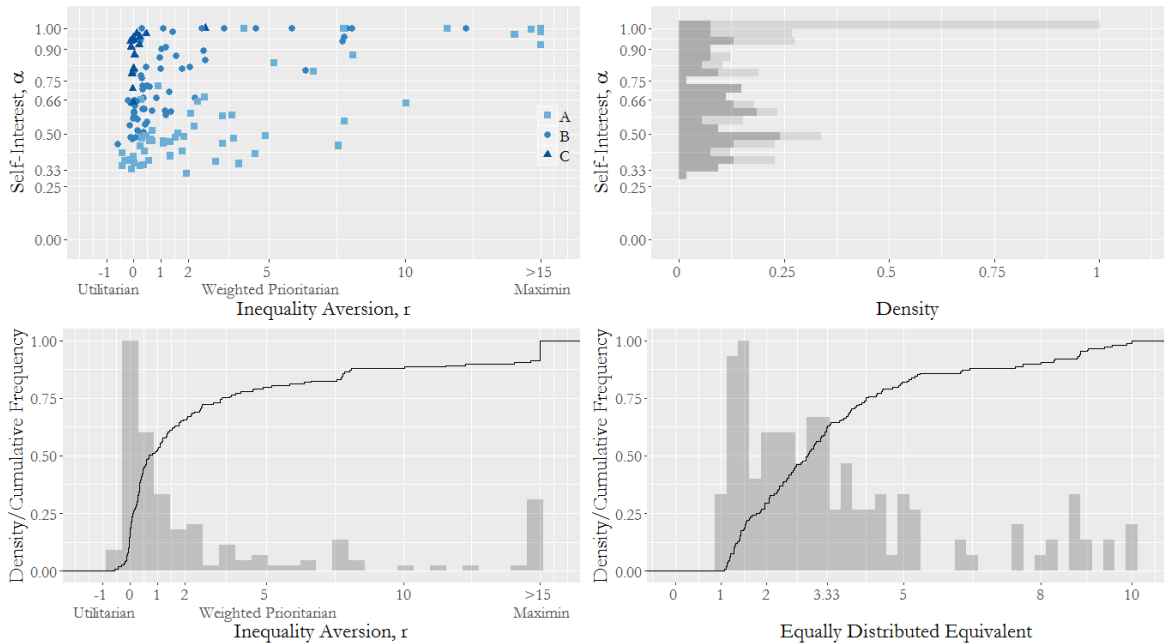 Self-Interest, α
1.00
0.90
0.75
0.66
0.50
0.33
0.25
0.00
A
B
C
-1 0 1 2 5 10 >15
Utilitarian Weighted Prioritarian Maximin
Inequality Aversion, r
Self-Interest, α
1.00
0.90
0.75
0.66
0.50
0.33
0.25
0.00
0 0.25 0.5 0.75 1
Density
Density/Cumulative Frequency
1.00
0.75
0.50
0.25
0.00
-1 0 1 2 5 10 >15
Utilitarian Weighted Prioritarian Maximin
Inequality Aversion, r
Density/Cumulative Frequency
1.00
0.75
0.50
0.25
0.00
0 1 2 3.33 5 8 10
Equally Distributed Equivalent